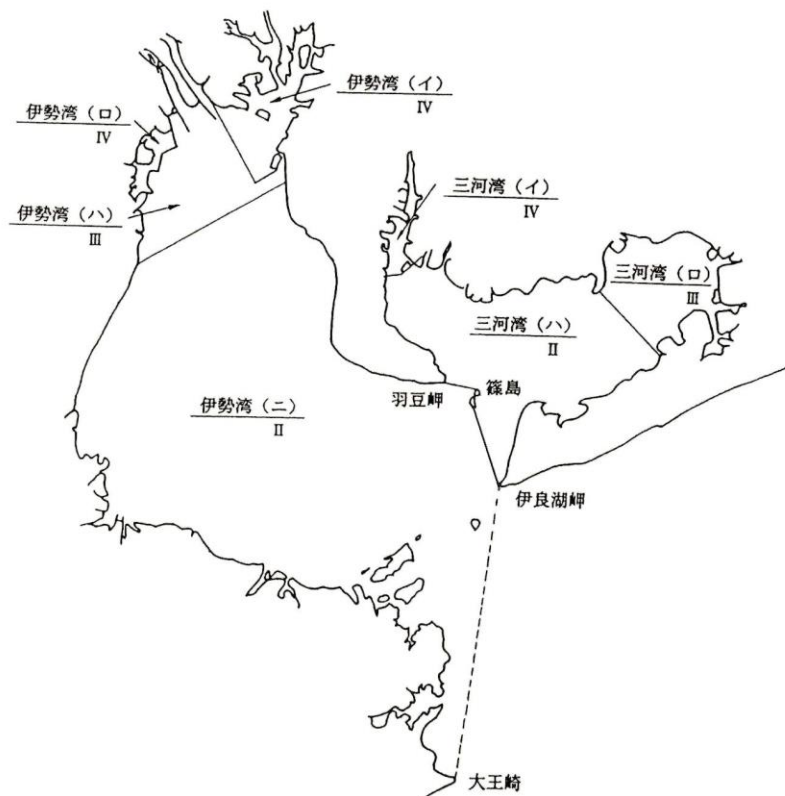 伊勢湾（イ）
Ⅳ
伊勢湾（ロ）
Ⅳ
三河湾（イ）
Ⅳ
伊勢湾（ハ）
Ⅲ
三河湾（ロ）
Ⅲ
三河湾（ハ）
Ⅱ
羽豆岬
篠島
伊勢湾（ニ）
Ⅱ
伊良湖岬
大王崎